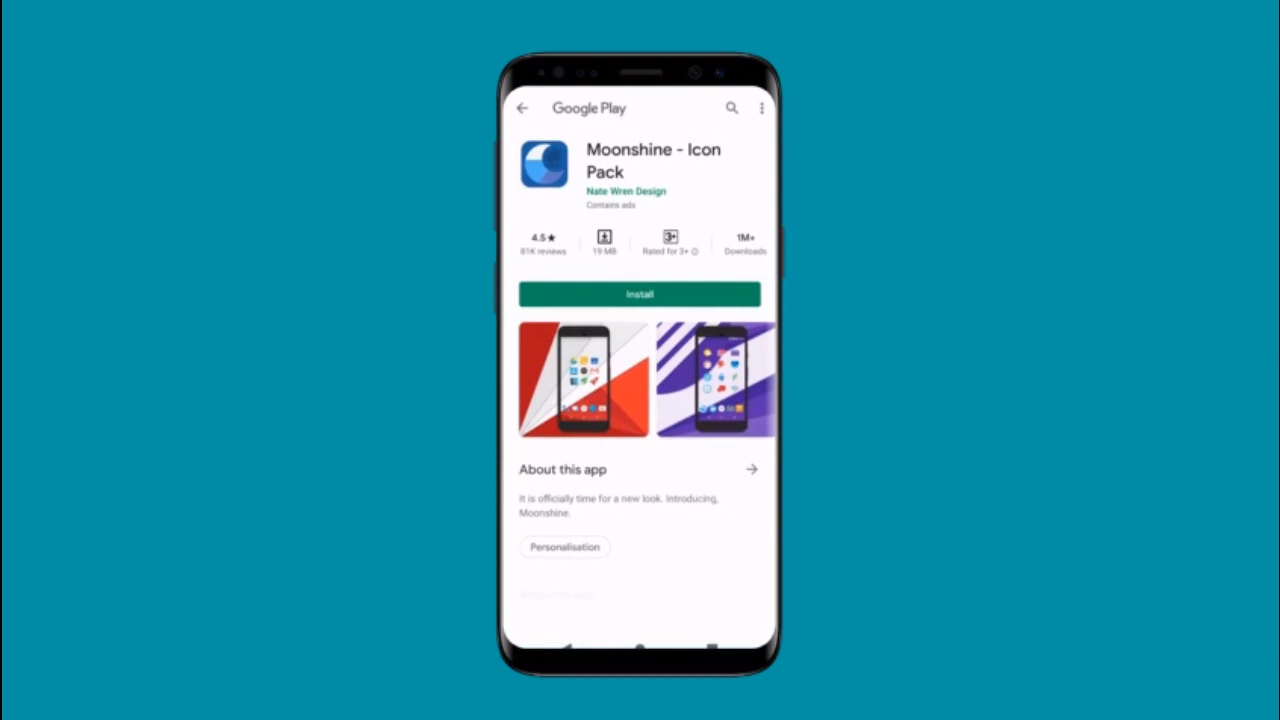 Google Play
Moonshine - Icon
Pack
Nate Wren Design
Contains ads
4.5★
81K reviews
19 MB
3+
Rated for 3+
1M+
Downloads
Install
About this app
It is officially time for a new look. Introducing,
Moonshine.
Personalisation